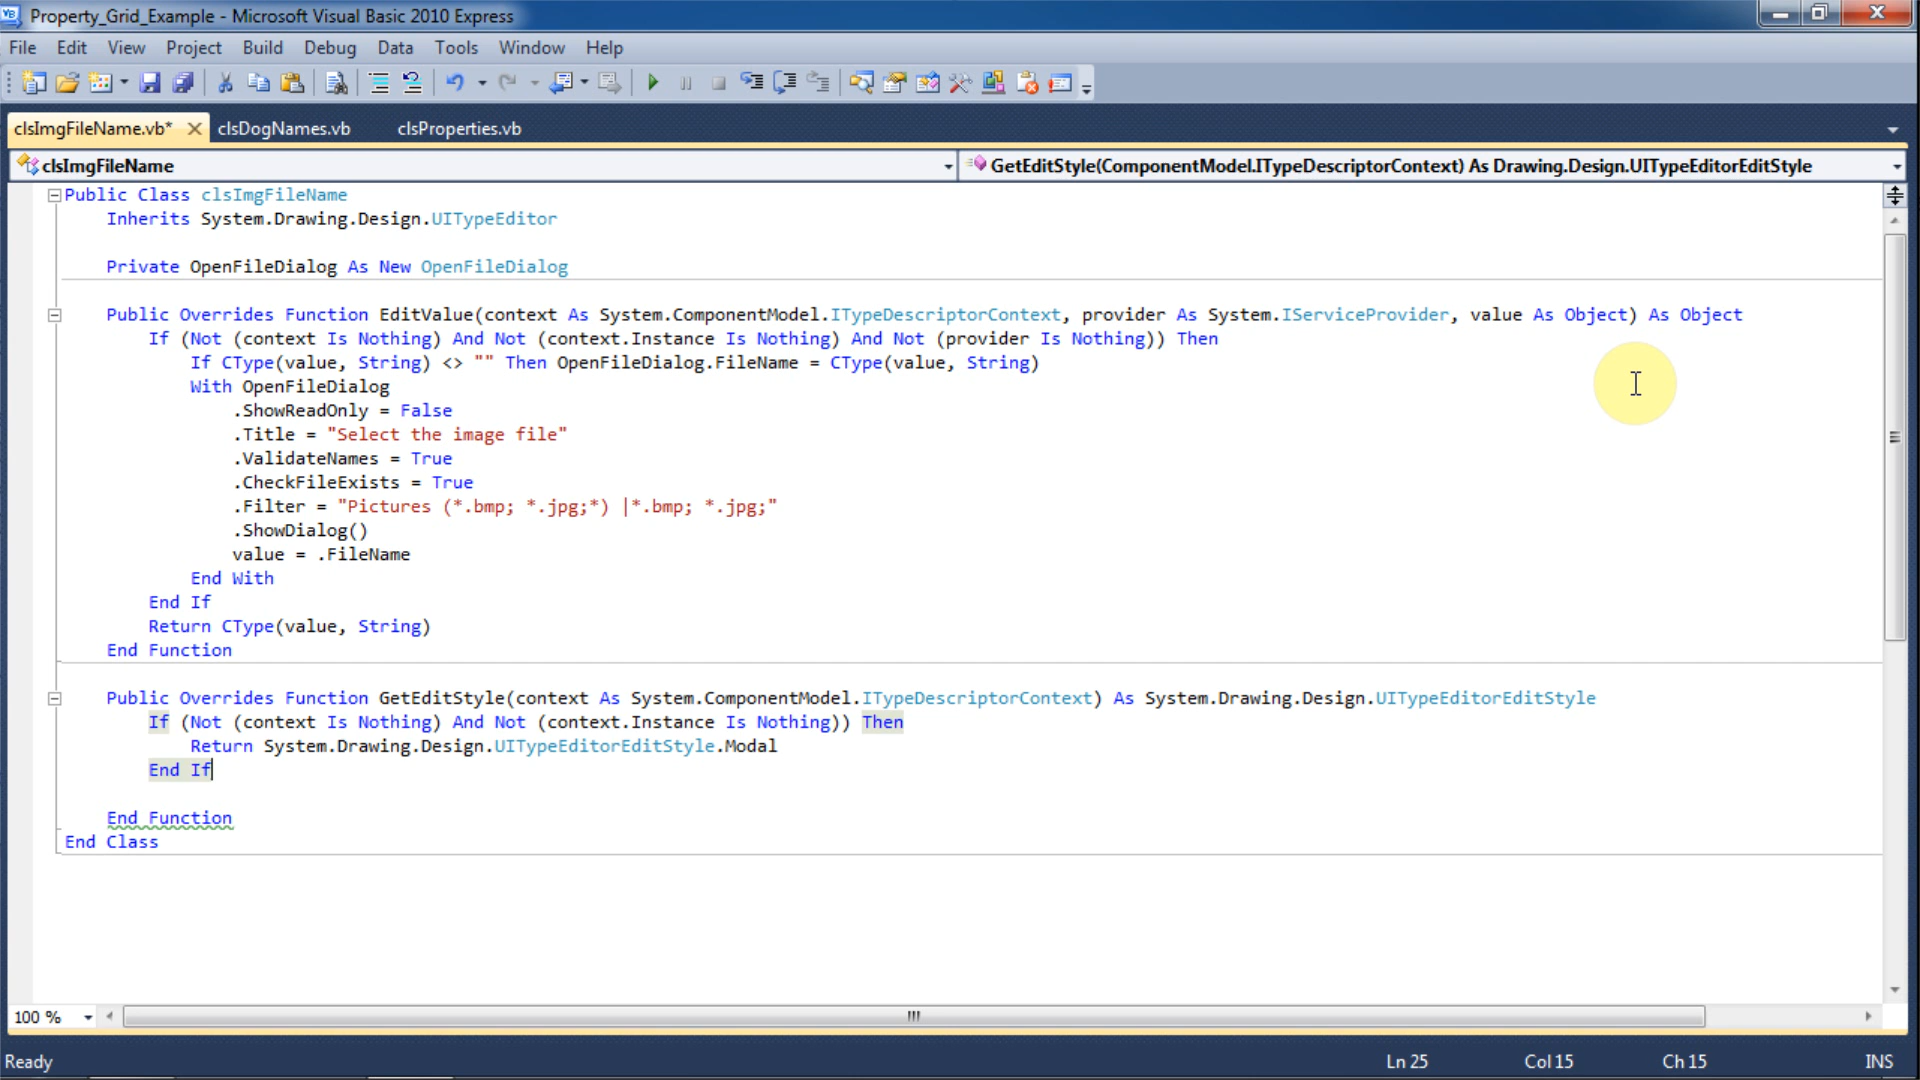 Property_Grid_Example - Microsoft Visual Basic 2010 Express
File Edit View Project Build Debug Data Tools Window Help
clsImgFileName.vb* clsDogNames.vb clsProperties.vb
clsImgFileName GetEditStyle(ComponentModel.ITypeDescriptorContext) As Drawing.Design.UITypeEditorEditStyle
Public Class clsImgFileName
Inherits System.Drawing.Design.UITypeEditor
Private OpenFileDialog As New OpenFileDialog
Public Overrides Function EditValue(context As System.ComponentModel.ITypeDescriptorContext, provider As System.IServiceProvider, value As Object) As Object
If (Not (context Is Nothing) And Not (context.Instance Is Nothing) And Not (provider Is Nothing)) Then
If CType(value, String) <> "" Then OpenFileDialog.FileName = CType(value, String)
With OpenFileDialog
.ShowReadOnly = False
.Title = "Select the image file"
.ValidateNames = True
.CheckFileExists = True
.Filter = "Pictures (*.bmp; *.jpg;*) |*.bmp; *.jpg;"
.ShowDialog()
value = .FileName
End With
End If
Return CType(value, String)
End Function
Public Overrides Function GetEditStyle(context As System.ComponentModel.ITypeDescriptorContext) As System.Drawing.Design.UITypeEditorEditStyle
If (Not (context Is Nothing) And Not (context.Instance Is Nothing)) Then
Return System.Drawing.Design.UITypeEditorEditStyle.Modal
End If
End Function
End Class
100 %
Ready Ln 25 Col 15 Ch 15 INS